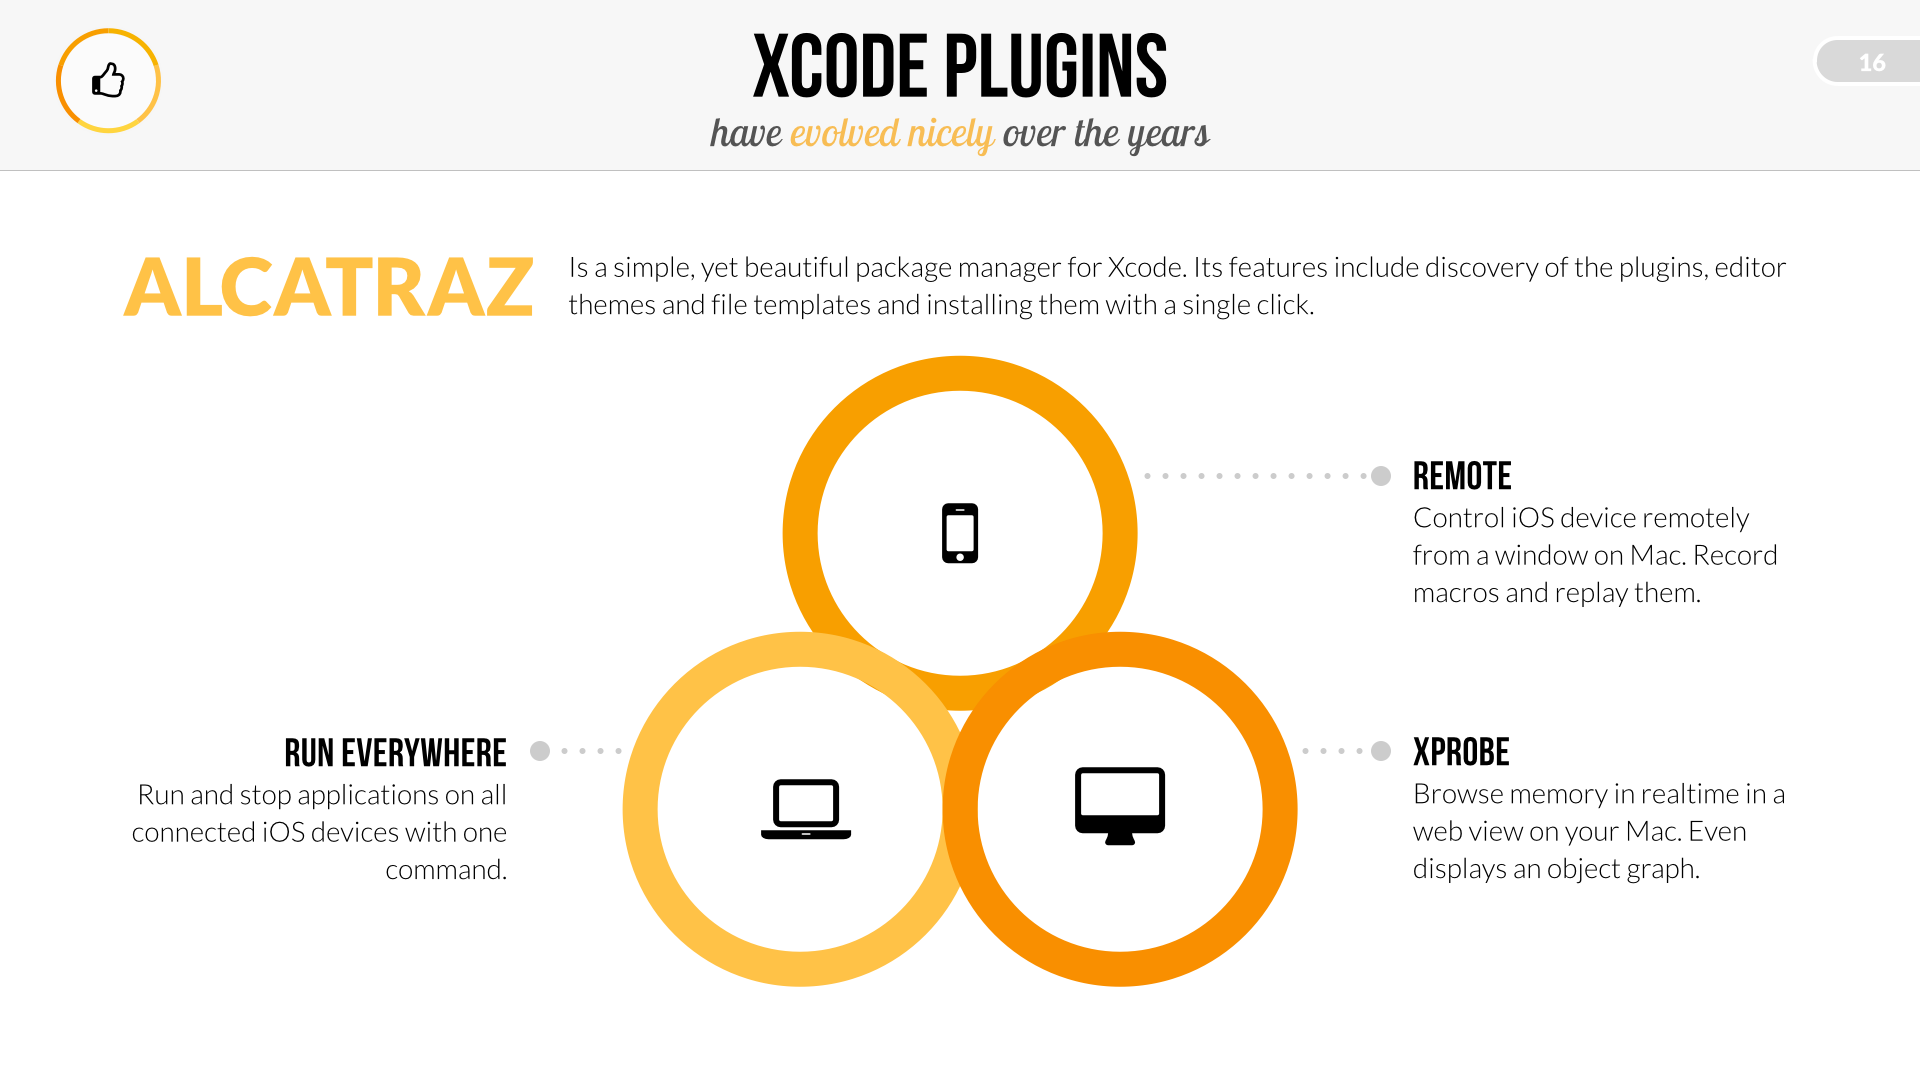 XCODE PLUGINS
have evolved nicely over the years
16
ALCATRAZ
Is a simple, yet beautiful package manager for Xcode. Its features include discovery of the plugins, editor
themes and file templates and installing them with a single click.
REMOTE
Control iOS device remotely
from a window on Mac. Record
macros and replay them.
RUN EVERYWHERE
Run and stop applications on all
connected iOS devices with one
command.
XPROBE
Browse memory in realtime in a
web view on your Mac. Even
displays an object graph.